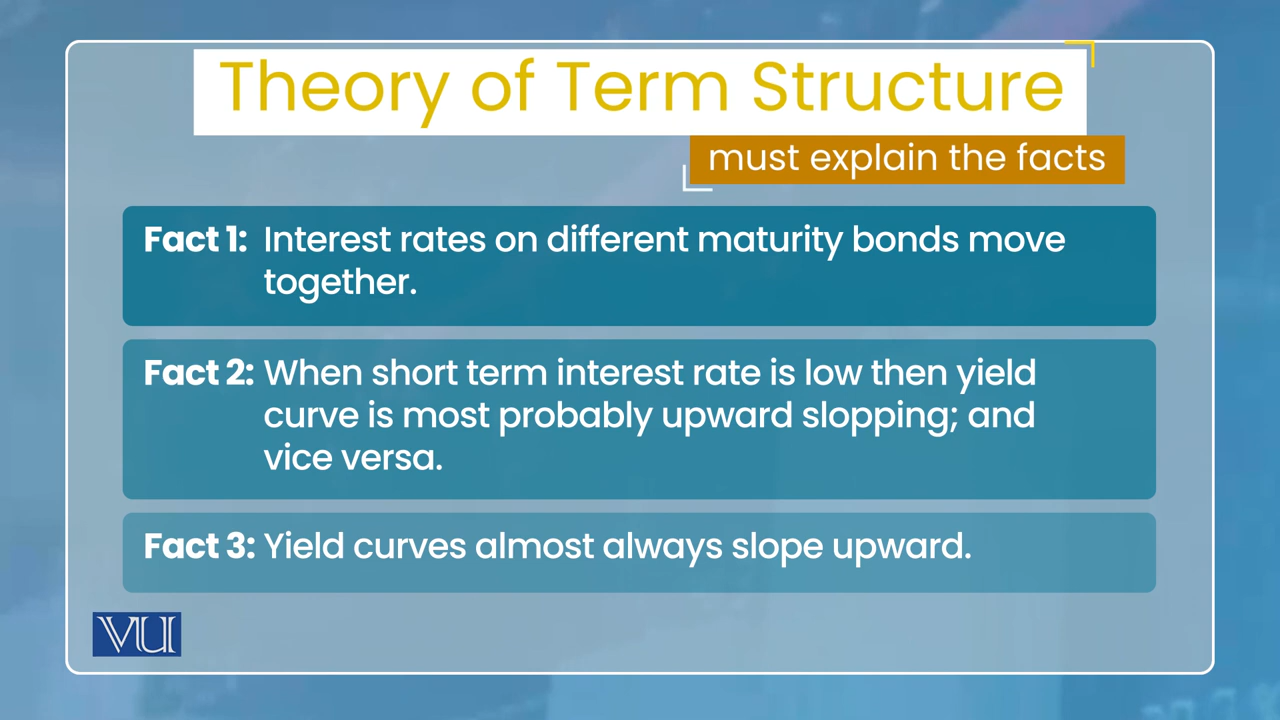 Theory of Term Structure
must explain the facts
Fact 1: Interest rates on different maturity bonds move
together.
Fact 2: When short term interest rate is low then yield
curve is most probably upward slopping; and
vice versa.
Fact 3: Yield curves almost always slope upward.
VU